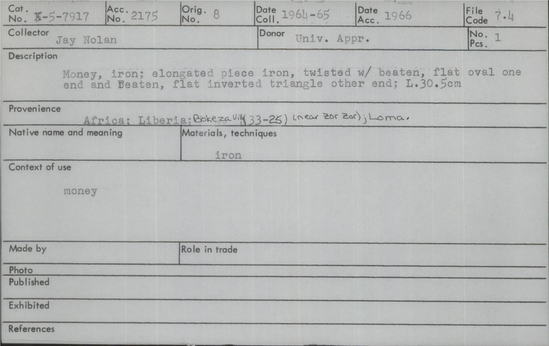 Cat. No. X-5-7917 Acc. No. 2175 Orig. No. 8 Date Coll. 1964-65 Date Acc. 1966 File Code 7.4
Collector Jay Nolan Donor Univ. Appr. No. Pcs. 1
Description
Money, iron; elongated piece iron, twisted w/ beaten, flat oval one
end and Beaten, flat inverted triangle other end; L.30.5cm
Provenience
Africa; Liberia; Bokeza (33-25) (near Zor Zor), Loma.
Native name and meaning Materials, techniques
iron
Context of use
money
Made by Role in trade
Photo
Published
Exhibited
References